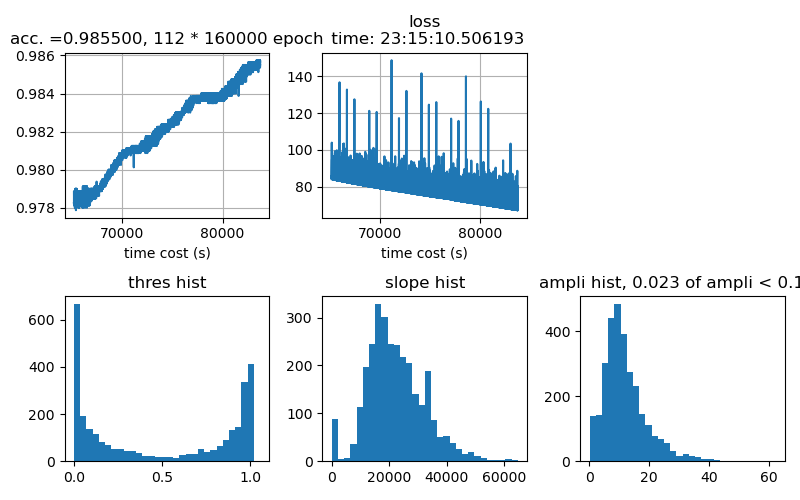 loss
acc. =0.985500, 112 * 160000 epoch time: 23:15:10.506193
0.986
0.984
0.982
0.980
0.978
70000 80000
time cost (s)
140
120
100
80
70000 80000
time cost (s)
thres hist
600
400
200
0
0.0 0.5 1.0
slope hist
300
200
100
0
0 20000 40000 60000
ampli hist, 0.023 of ampli < 0.1
400
200
0
0 20 40 60